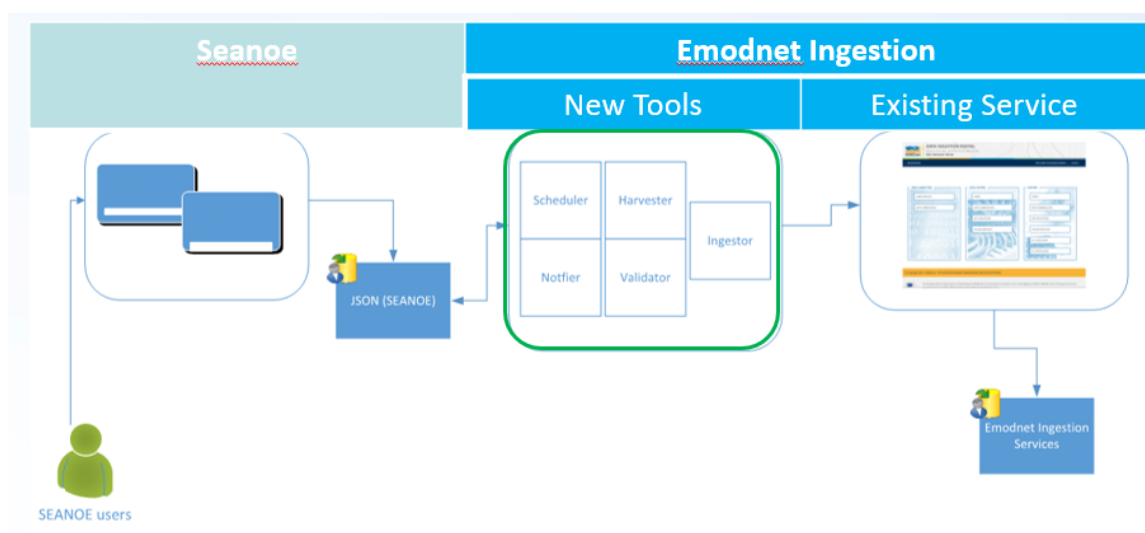 Seanoe
Emodnet Ingestion
New Tools
Existing Service
Scheduler
Harvester
Ingestor
Notfier
Validator
JSON (SEANOE)
Emodnet Ingestion
Services
SEANOE users